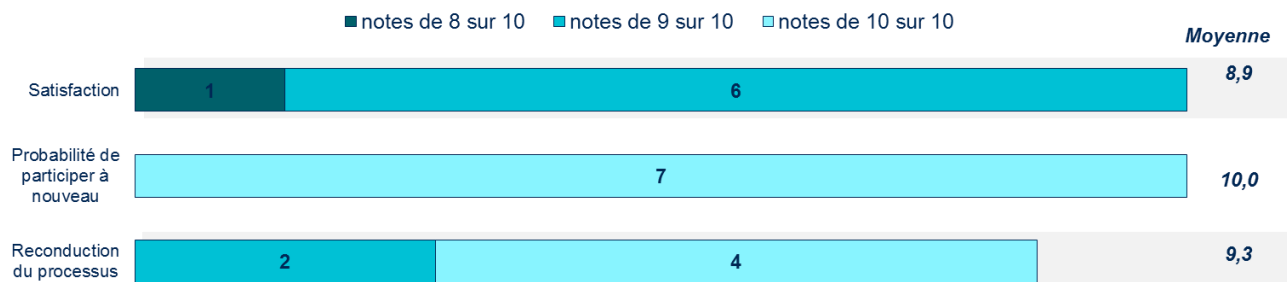 notes de 8 sur 10 notes de 9 sur 10 notes de 10 sur 10
Moyenne
Satisfaction 1 6 8,9
Probabilité de
participer à
nouveau
7 10,0
Reconduction
du processus
2 4 9,3